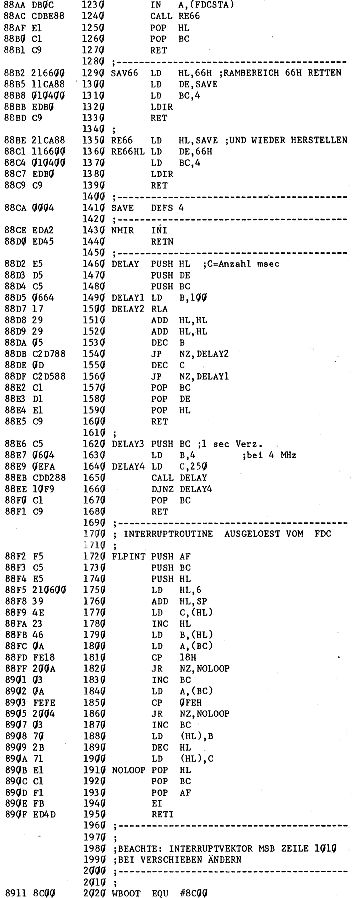 88AA DB0C 1230 IN A,(FDCSTA)
88AC CDBE88 1240 CALL RE66
88AF E1 1250 POP HL
88B0 C1 1260 POP BC
88B1 C9 1270 RET
1280 ;------------------------------------
88B2 216600 1290 SAV66 LD HL,66H ;RAMBEREICH 66H RETTEN
88B5 11CA88 1300 LD DE,SAVE
88B8 010400 1310 LD BC,4
88BB EDB0 1320 LDIR
88BD C9 1330 RET
1340 ;
88BE 21CA88 1350 RE66 LD HL,SAVE ;UND WIEDER HERSTELLEN
88C1 116600 1360 RE66HL LD DE,66H
88C4 010400 1370 LD BC,4
88C7 EDB0 1380 LDIR
88C9 C9 1390 RET
1400 ;------------------------------------
88CA 0004 1410 SAVE DEFS 4
1420 ;------------------------------------
88CE EDA2 1430 NMIR INI
88D0 ED45 1440 RETN
1450 ;------------------------------------
88D2 E5 1460 DELAY PUSH HL ;C=Anzahl msec
88D3 D5 1470 PUSH DE
88D4 C5 1480 PUSH BC
88D5 0664 1490 DELAY1 LD B,100
88D7 17 1500 DELAY2 RLA
88D8 29 1510 ADD HL,HL
88D9 29 1520 ADD HL,HL
88DA 05 1530 DEC B
88DB C2D788 1540 JP NZ,DELAY2
88DE 0D 1550 DEC C
88DF C2D588 1560 JP NZ,DELAY1
88E2 C1 1570 POP BC
88E3 D1 1580 POP DE
88E4 E1 1590 POP HL
88E5 C9 1600 RET
1610 ;
88E6 C5 1620 DELAY3 PUSH BC ;1 sec Verz.
88E7 0604 1630 LD B,4 ;bei 4 MHz
88E9 0EFA 1640 DELAY4 LD C,250
88EB CDD288 1650 CALL DELAY
88EE 10F9 1660 DJNZ DELAY4
88F0 C1 1670 POP BC
88F1 C9 1680 RET
1690 ;------------------------------------
1700 ; INTERRUPTROUTINE AUSGELOEST VOM FDC
1710 ;
88F2 F5 1720 FLPINT PUSH AF
88F3 C5 1730 PUSH BC
88F4 E5 1740 PUSH HL
88F5 210600 1750 LD HL,6
88F8 39 1760 ADD HL,SP
88F9 4E 1770 LD C,(HL)
88FA 23 1780 INC HL
88FB 46 1790 LD B,(HL)
88FC 0A 1800 LD A,(BC)
88FD FE18 1810 CP 18H
88FF 200A 1820 JR NZ,NOLOOP
8901 03 1830 INC BC
8902 0A 1840 LD A,(BC)
8903 FEFE 1850 CP 0FEH
8905 2004 1860 JR NZ,NOLOOP
8907 03 1870 INC BC
8908 70 1880 LD (HL),B
8909 2B 1890 DEC HL
890A 71 1900 LD (HL),C
890B E1 1910 NOLOOP POP HL
890C C1 1920 POP BC
890D F1 1930 POP AF
890E FB 1940 EI
890F ED4D 1950 RETI
1960 ;------------------------------------
1970 ;
1980 ;BEACHTE: INTERRUPTVEKTOR MSB ZEILE 1010
1990 ;BEI VERSCHIEBEN ÄNDERN
2000 ;------------------------------------
2010 ;
8911 8C00 2020 WBOOT EQU #8C00